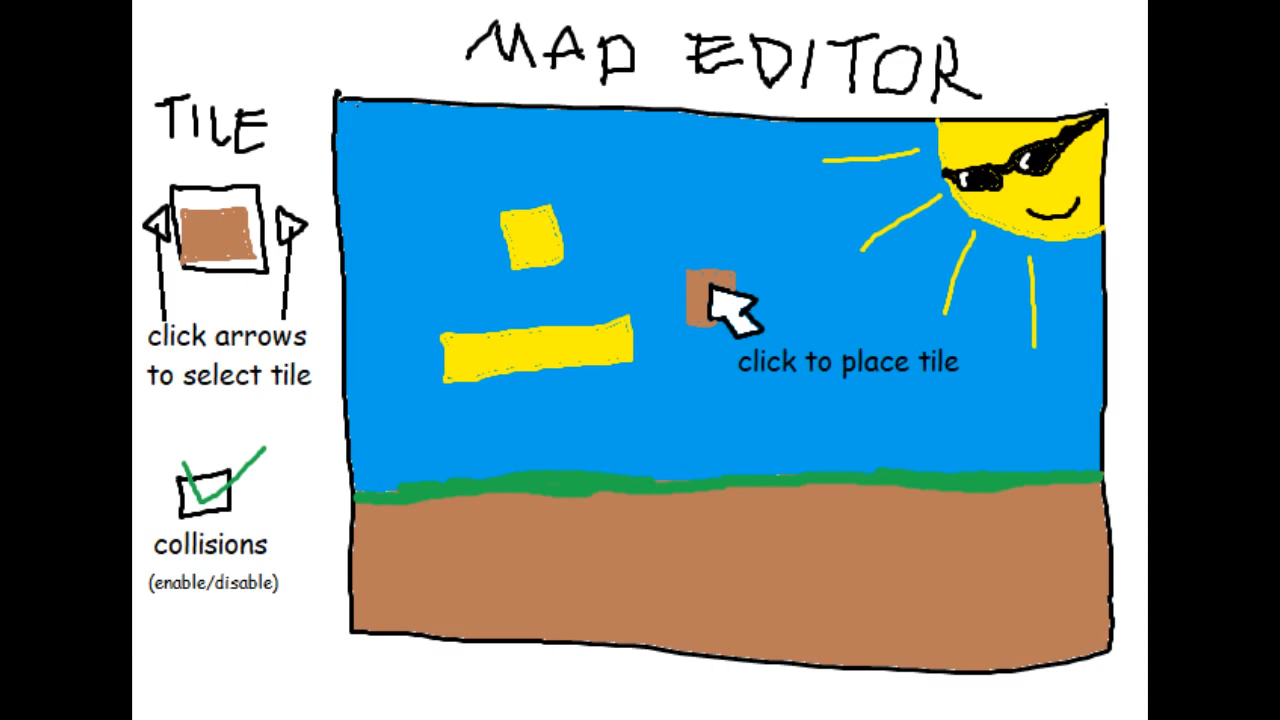 MAP EDITOR
TILE
click arrows
to select tile
click to place tile
collisions
(enable/disable)